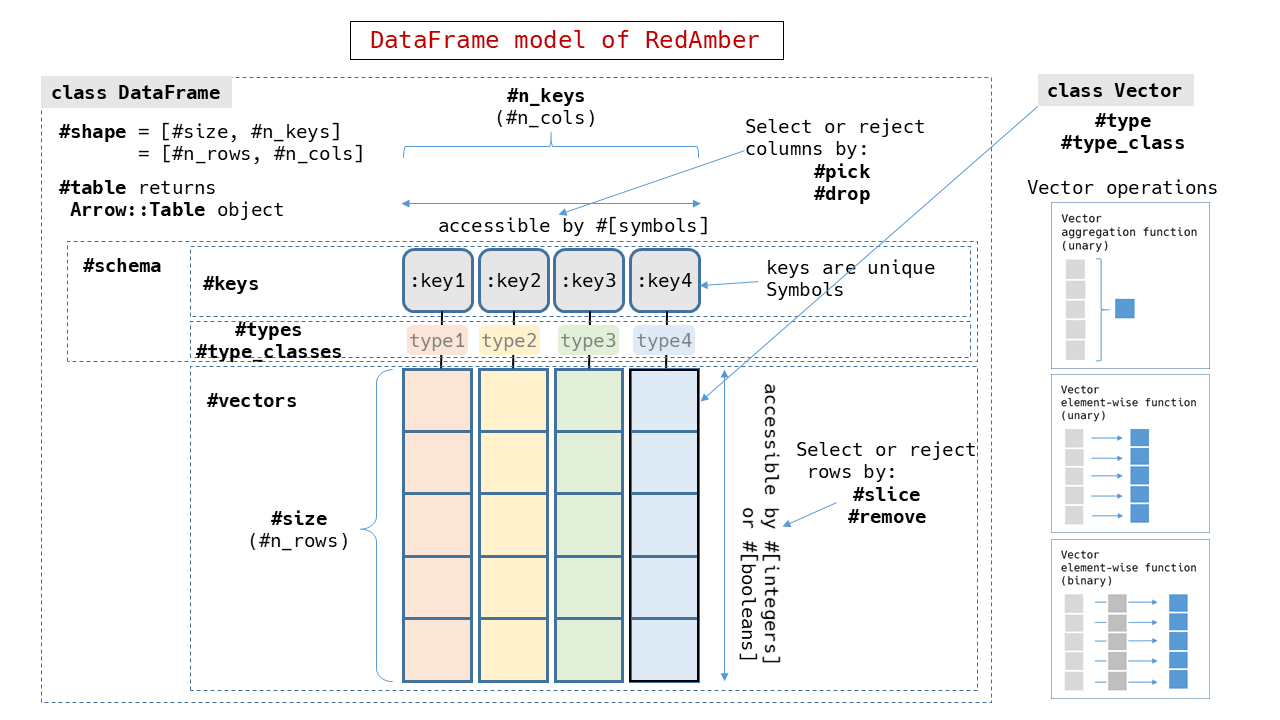 DataFrame model of RedAmber
class DataFrame
#shape = [#size, #n_keys]
= [#n_rows, #n_cols]
#table returns
Arrow::Table object
#n_keys
(#n_cols)
Select or reject
columns by:
#pick
#drop
accessible by #[symbols]
#schema
#keys
:key1 :key2 :key3 :key4
keys are unique
Symbols
#types
#type_classes
type1 type2 type3 type4
#vectors
#size
(#n_rows)
accessible by #[integers]
or #[booleans]
Select or reject
rows by:
#slice
#remove
class Vector
#type
#type_class
Vector operations
Vector
aggregation function
(unary)
Vector
element-wise function
(unary)
Vector
element-wise function
(binary)